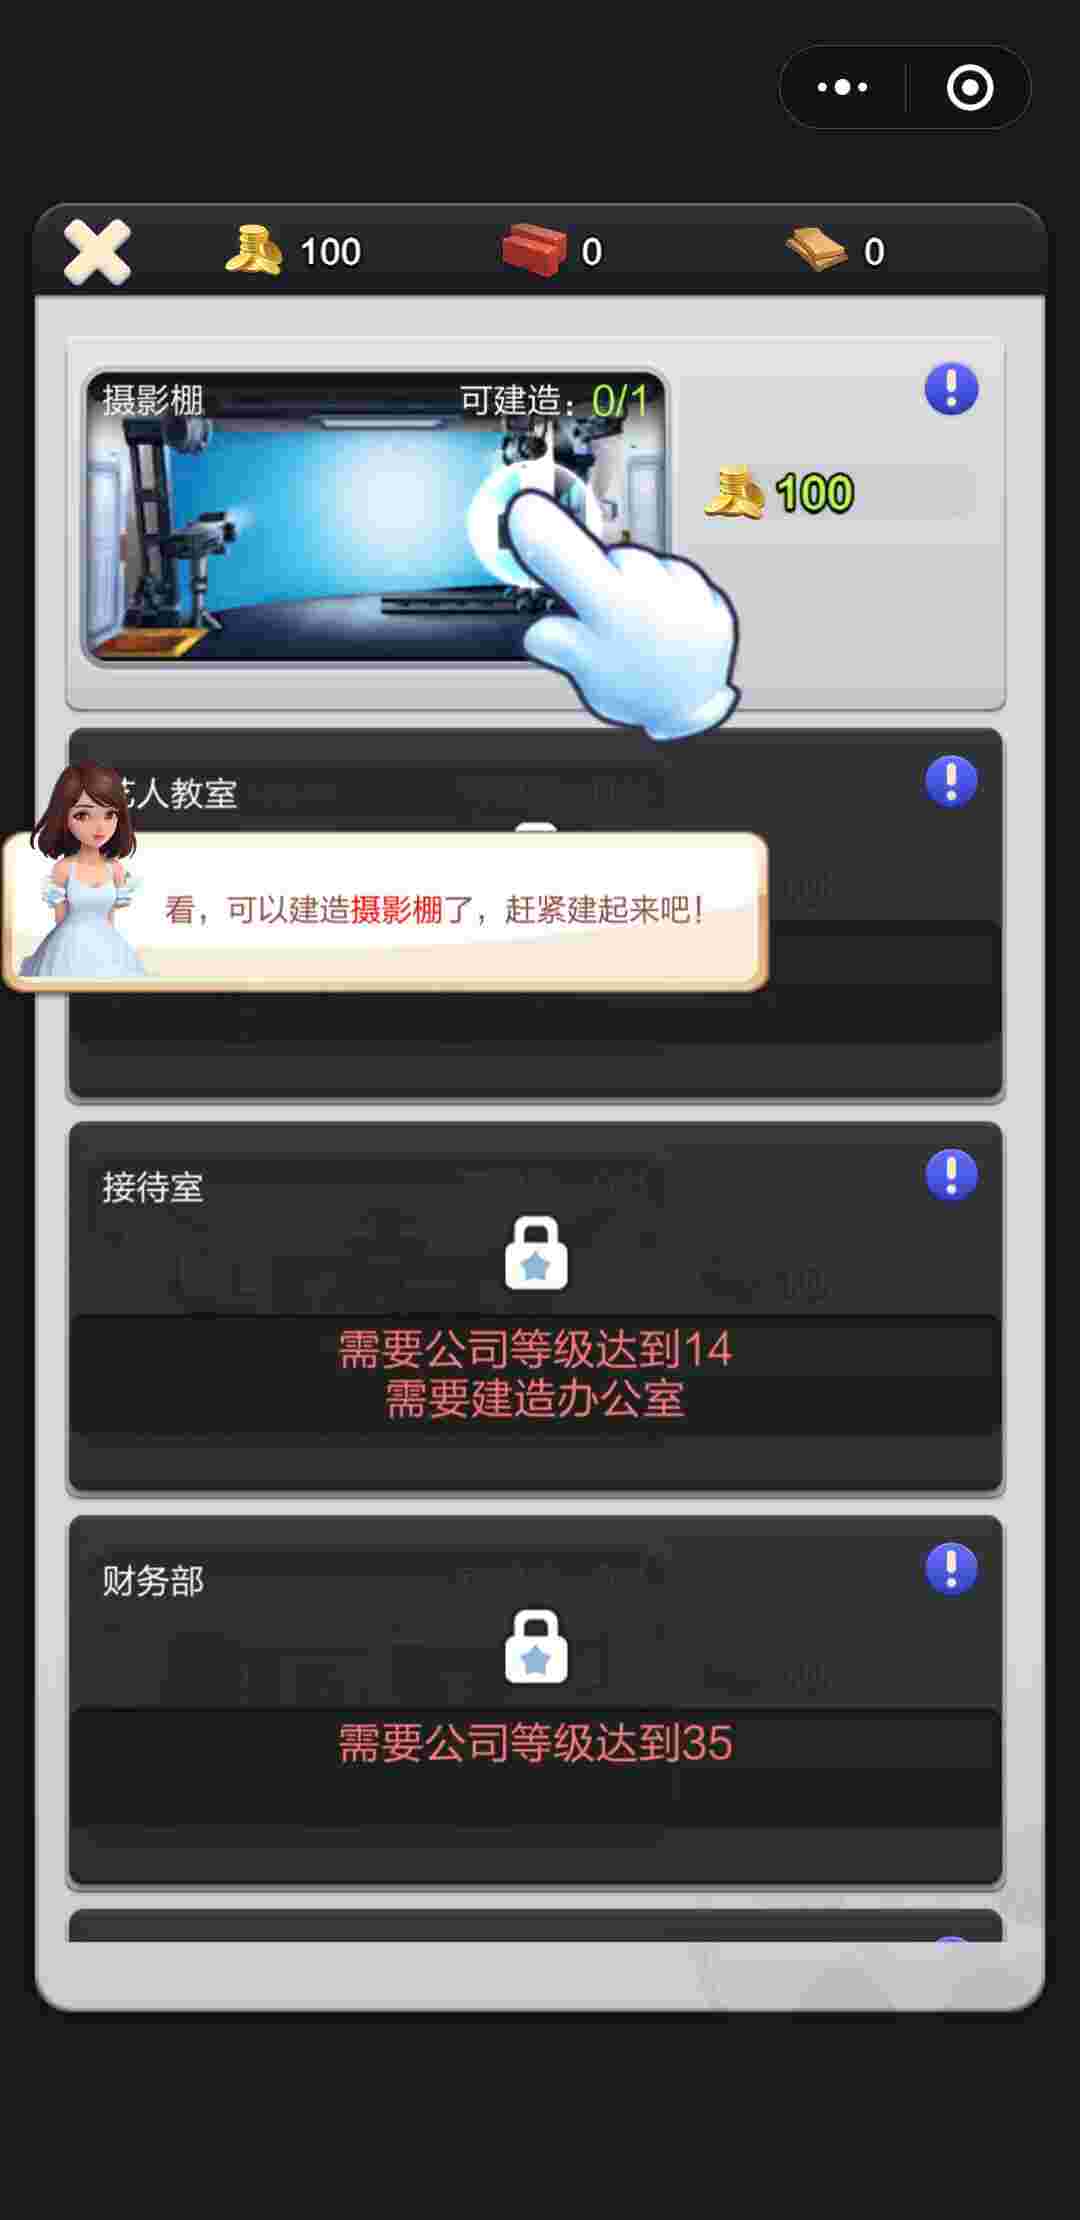 100
0
0
摄影棚
可建造：0/1
100
艺人教室
看，可以建造摄影棚了，赶紧建起来吧！
接待室
需要公司等级达到14
需要建造办公室
财务部
需要公司等级达到35